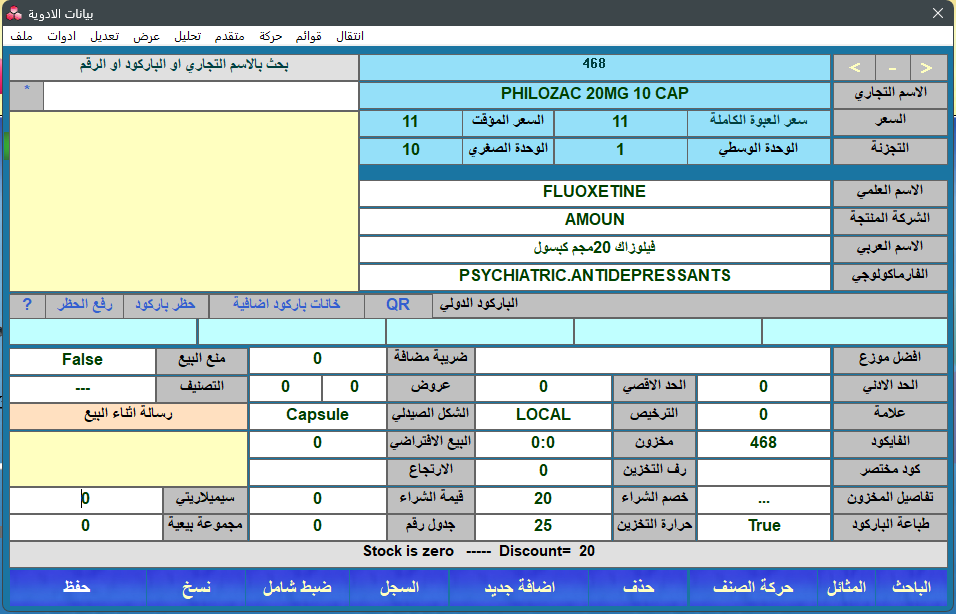 بيانات الادوية
ملف ادوات تعديل عرض تحليل متقدم حركة قوائم انتقال
< - > 468 بحث بالاسم التجاري او الباركود او الرقم
الاسم التجاري PHILOZAC 20MG 10 CAP *
السعر سعر العبوة الكاملة 11 السعر المؤقت 11
التجزئة الوحدة الوسطي 1 الوحدة الصغري 10
الاسم العلمي FLUOXETINE
الشركة المنتجة AMOUN
الاسم العربي فيلوزاك 20مجم كبسول
الفارماكولوجي PSYCHIATRIC.ANTIDEPRESSANTS
الباركود الدولي QR خانات باركود اضافية حظر باركود رفع الحظر ?
افضل موزع ضريبة مضافة 0 منع البيع False
الحد الادني 0 الحد الاقصي 0 عروض 0 0 التصنيف ---
علامة 0 الترخيص LOCAL الشكل الصيدلي Capsule رسالة اثناء البيع
الفايكود 468 مخزون 0:0 البيع الافتراضي 0
كود مختصر رف التخزين 0 الارتجاع
تفاصيل المخزون ... خصم الشراء 20 قيمة الشراء 0 سيميلاريتي 0
طباعة الباركود True حرارة التخزين 25 جدول رقم 0 مجموعة بيعية 0
Stock is zero ----- Discount= 20
الباحث المثائل حركة الصنف حذف اضافة جديد السجل ضبط شامل نسخ حفظ